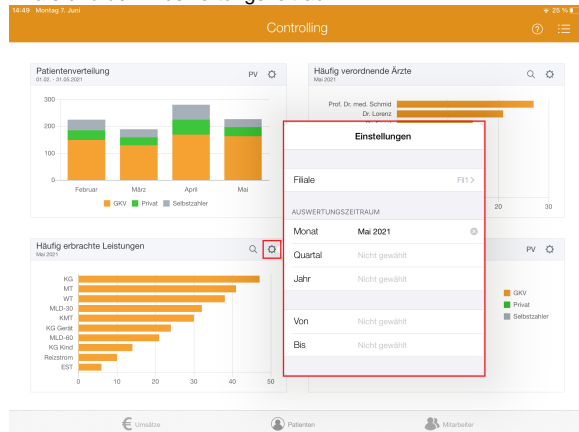 14:49 Montag 7. Juni
25 %
Controlling
Patientenverteilung
01.02. - 31.05.2021
PV
300
200
100
0
Februar
März
April
Mai
GKV
Privat
Selbstzahler
Häufig verordnende Ärzte
Mai 2021
Prof. Dr. med. Schmid
Dr. Lorenz
20
30
Einstellungen
Filiale
Fil1
AUSWERTUNGSZEITRAUM
Monat
Mai 2021
Quartal
Nicht gewählt
Jahr
Nicht gewählt
Von
Nicht gewählt
Bis
Nicht gewählt
Häufig erbrachte Leistungen
Mai 2021
KG
MT
WT
MLD-30
KMT
KG Gerät
MLD-60
KG Kind
Reizstrom
EST
0
10
20
30
40
50
PV
GKV
Privat
Selbstzahler
Umsätze
Patienten
Mitarbeiter